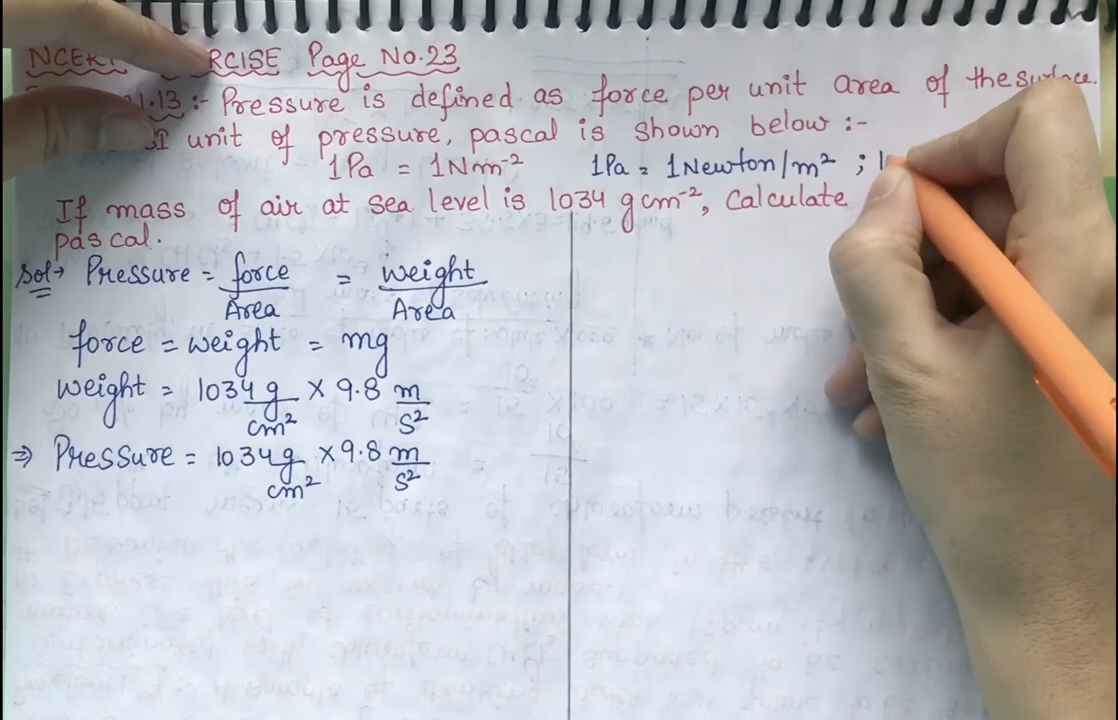 RCISE Page No.23
1.13 :- Pressure is defined as force per unit area of the surface.
SI unit of pressure, pascal is shown below :-
1Pa = 1Nm⁻² 1Pa = 1Newton/m² ; 1
If mass of air at sea level is 1034 g cm⁻², Calculate
pascal.
Sol→ Pressure = force/Area = weight/Area
force = weight = mg
weight = 1034 g/cm² × 9.8 m/s²
⇒ Pressure = 1034 g/cm² × 9.8 m/s²